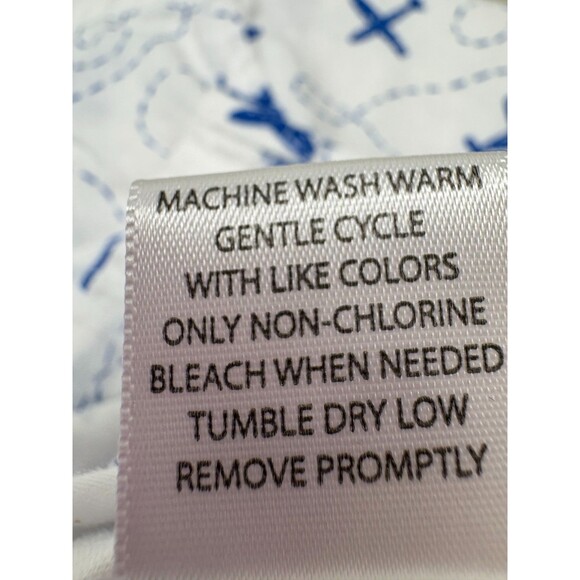 MACHINE WASH WARM
GENTLE CYCLE
WITH LIKE COLORS
ONLY NON-CHLORINE
BLEACH WHEN NEEDED
TUMBLE DRY LOW
REMOVE PROMPTLY